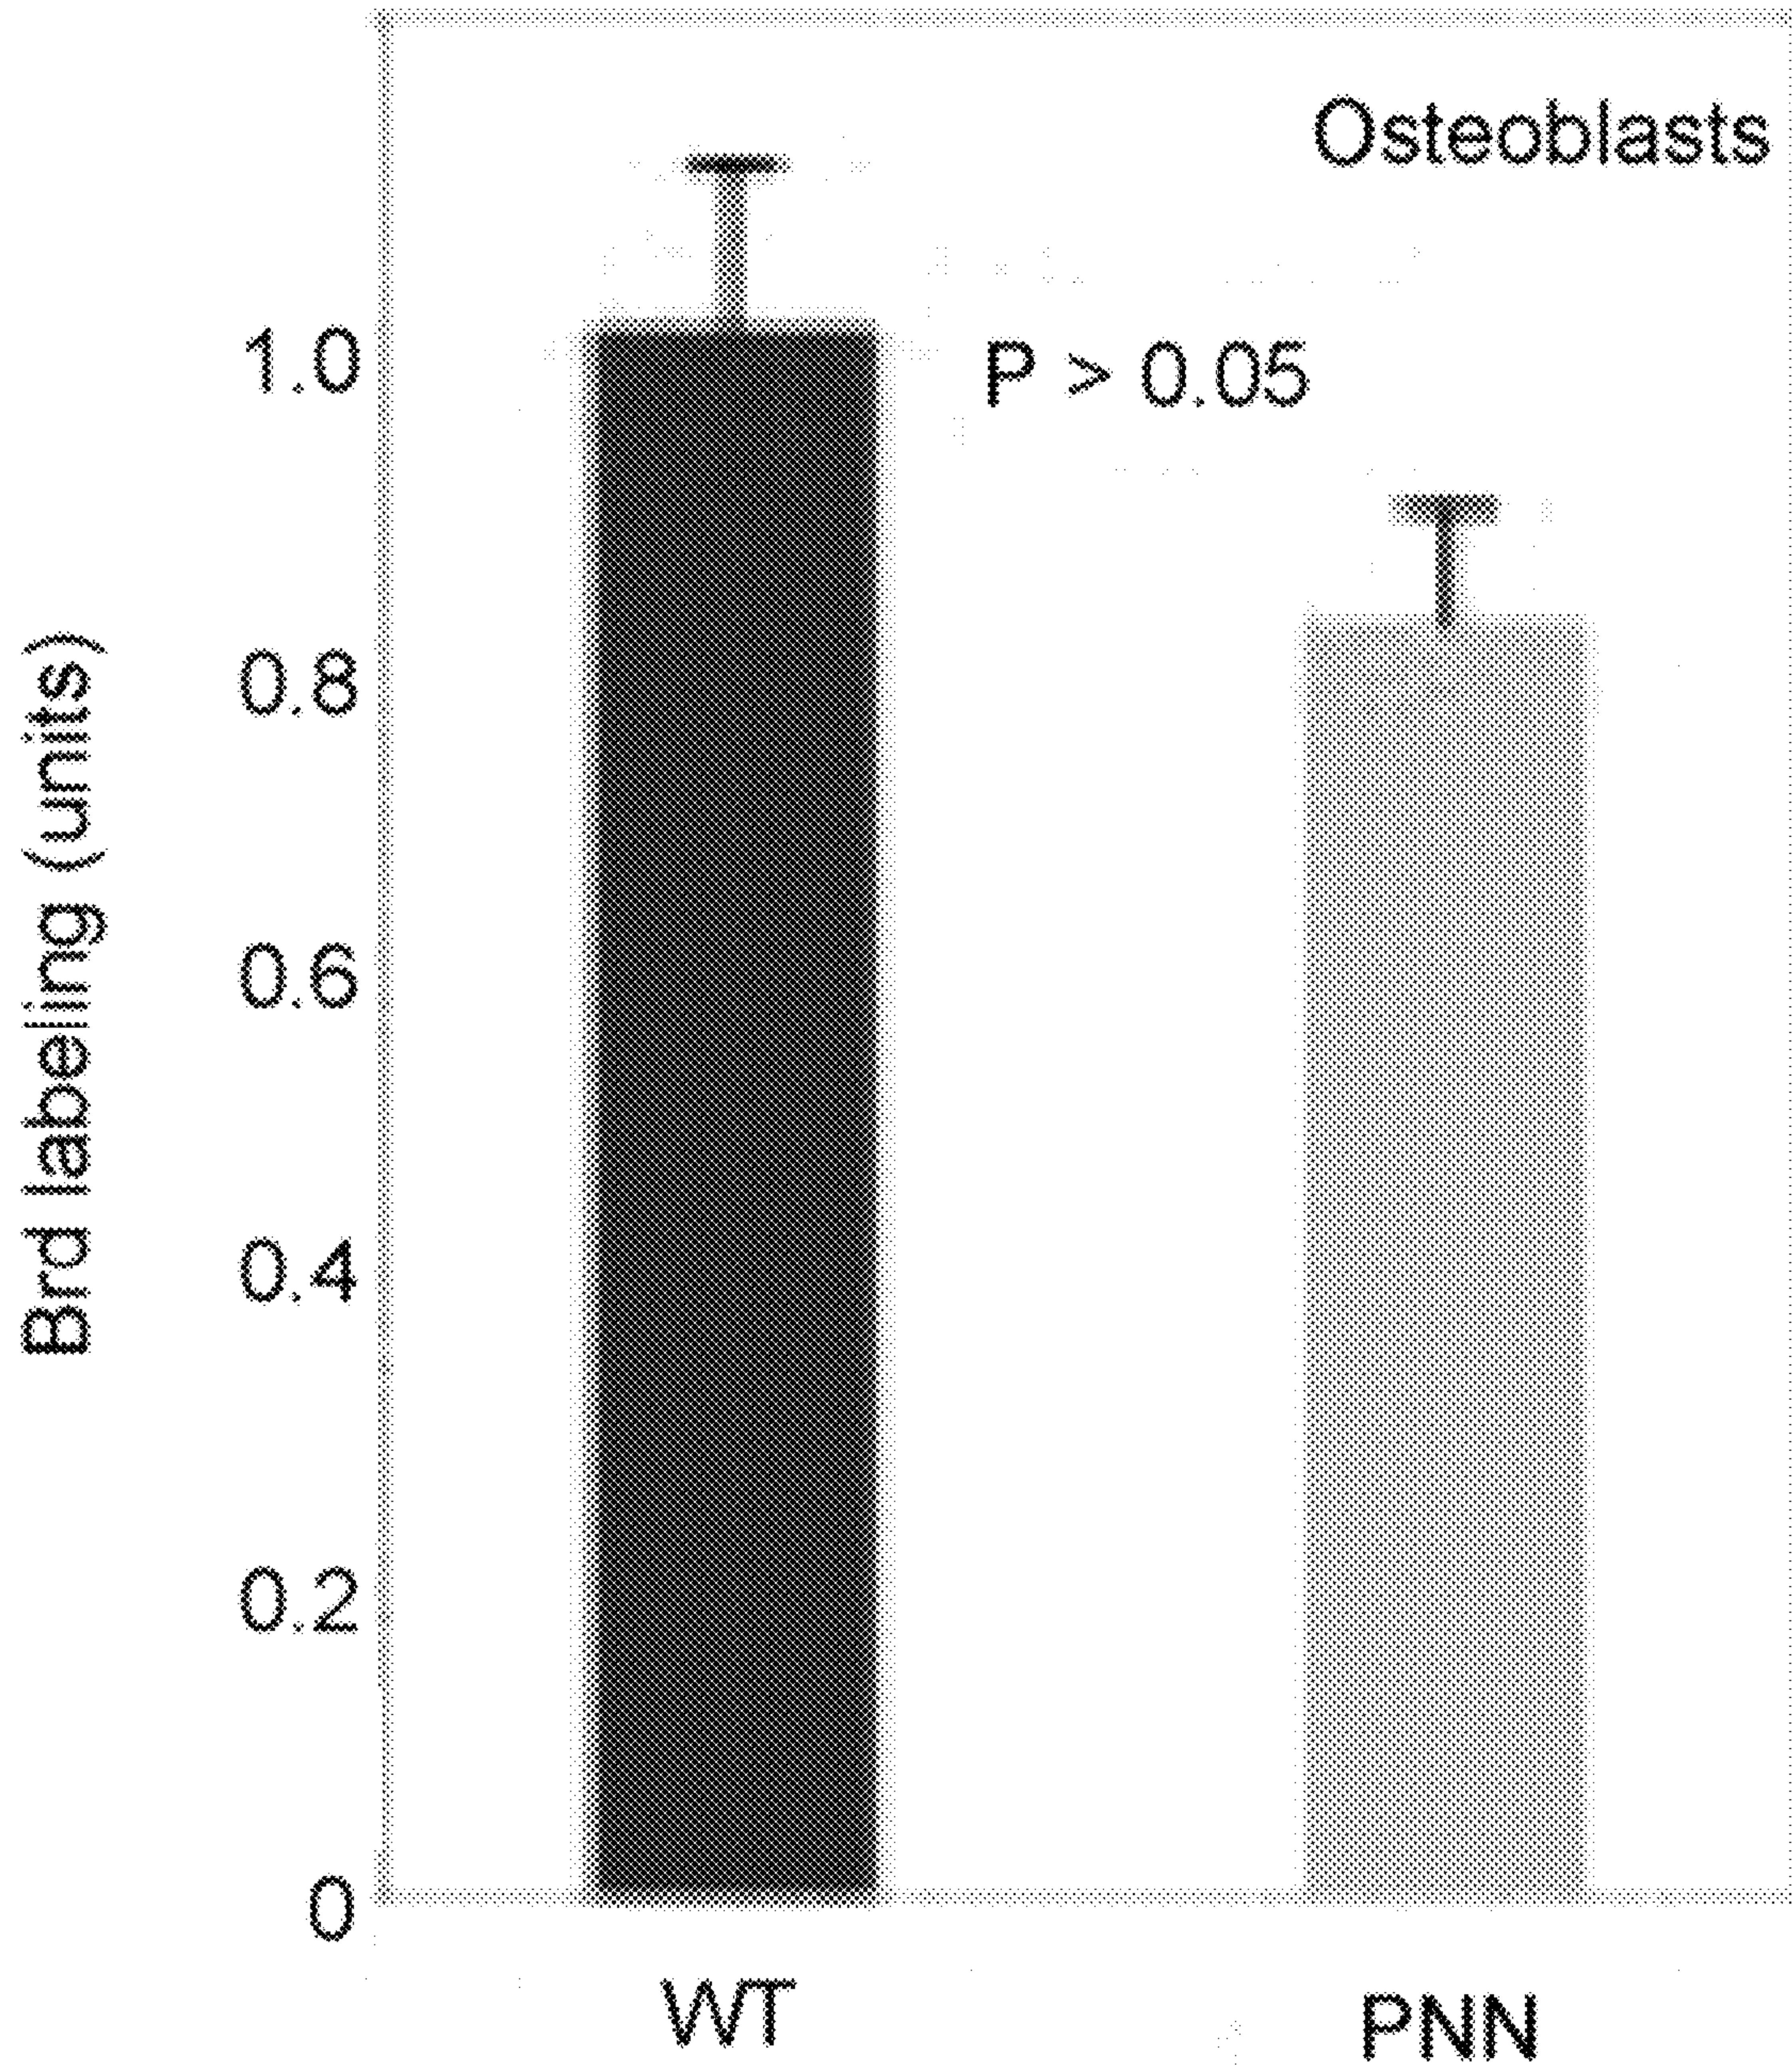 Osteoblasts
P > 0.05
Brd labeling (units)
1.0
0.8
0.6
0.4
0.2
0
WT
PNN